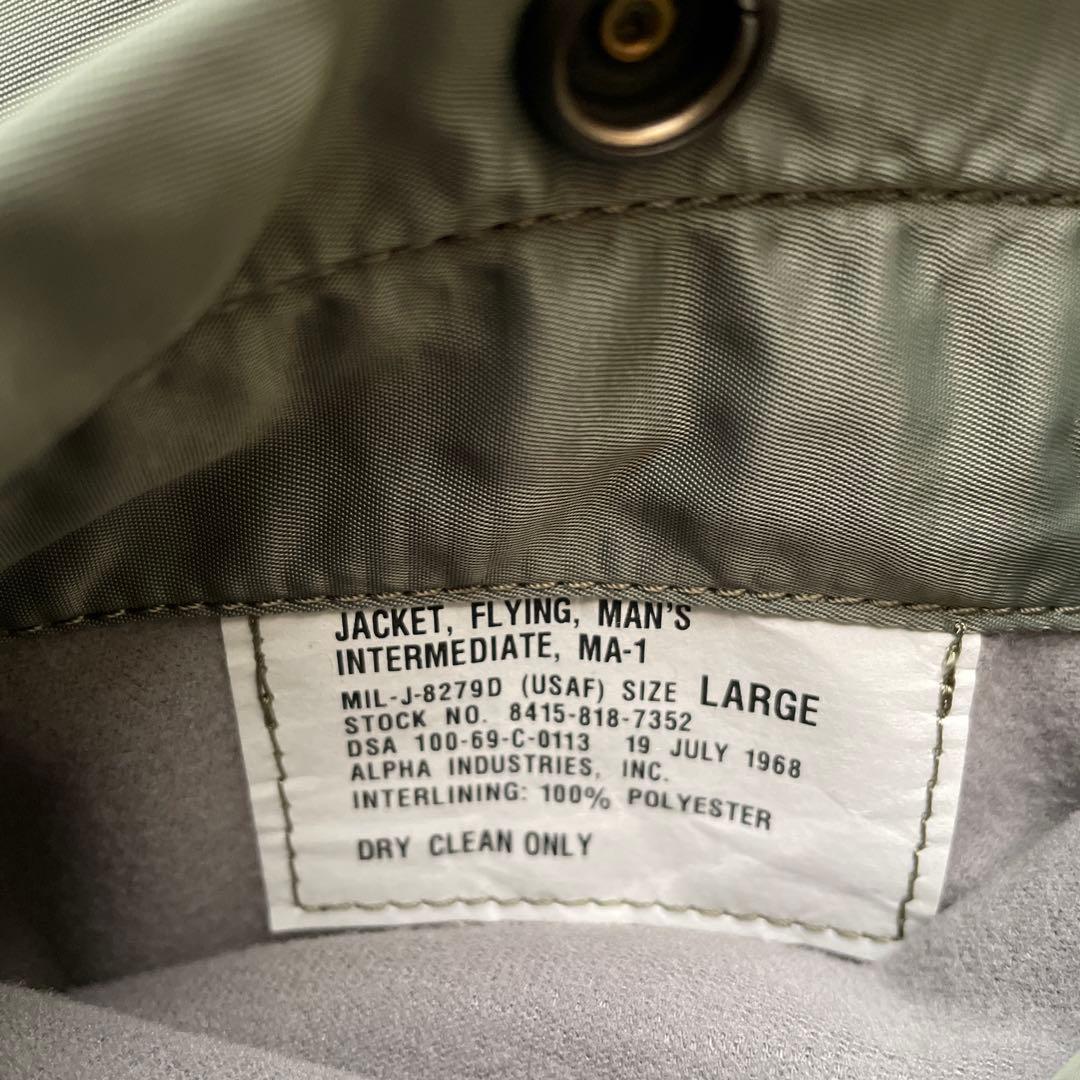 JACKET, FLYING, MAN'S
INTERMEDIATE, MA-1
MIL-J-8279D (USAF) SIZE LARGE
STOCK NO. 8415-818-7352
DSA 100-69-C-0113 19 JULY 1968
ALPHA INDUSTRIES, INC.
INTERLINING: 100% POLYESTER
DRY CLEAN ONLY